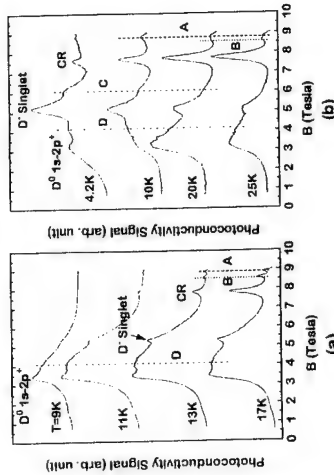 Photoconductivity Signal (arb. unit)
D⁰ 1s-2p⁺
T=9K
11K
13K
17K
D
D⁻ Singlet
CR
B
A
0 1 2 3 4 5 6 7 8 9 10
B (Tesla)
(a)
Photoconductivity Signal (arb. unit)
D⁻ Singlet
D⁰ 1s-2p⁺
CR
4.2K
10K
20K
25K
D
C
A
B
0 1 2 3 4 5 6 7 8 9 10
B (Tesla)
(b)